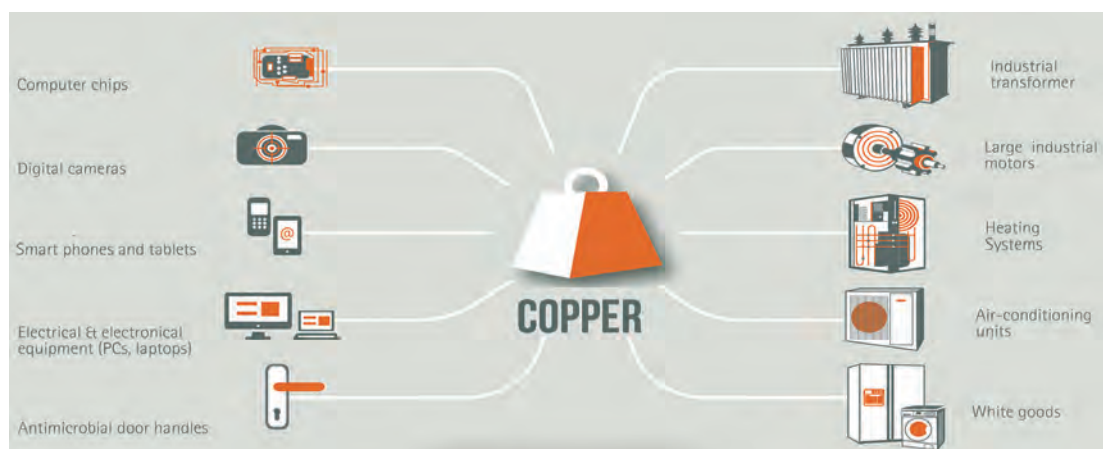 Computer chips
Digital cameras
Smart phones and tablets
@
Electrical & electronical
equipment (PCs, laptops)
Antimicrobial door handles
COPPER
Industrial
transformer
Large industrial
motors
Heating
Systems
Air-conditioning
units
White goods